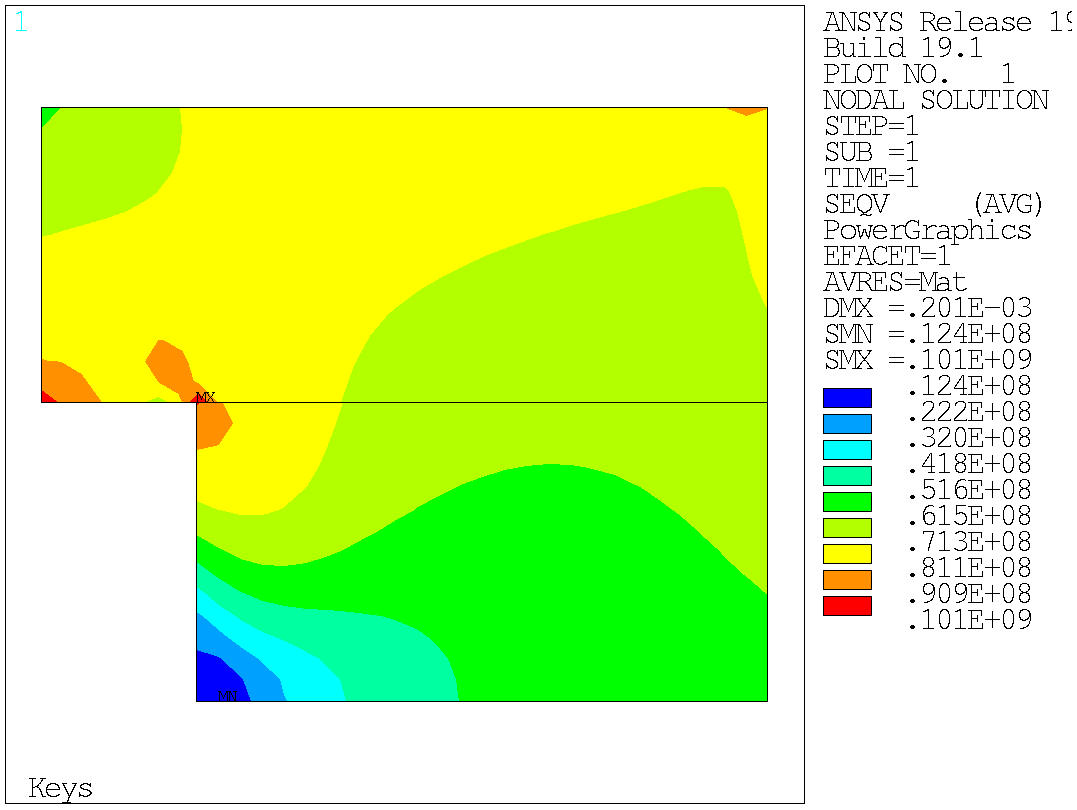 1
ANSYS Release 19
Build 19.1
PLOT NO. 1
NODAL SOLUTION
STEP=1
SUB =1
TIME=1
SEQV (AVG)
PowerGraphics
EFACET=1
AVRES=Mat
DMX =.201E-03
SMN =.124E+08
SMX =.101E+09
.124E+08
.222E+08
.320E+08
.418E+08
.516E+08
.615E+08
.713E+08
.811E+08
.909E+08
.101E+09
MX
MN
Keys